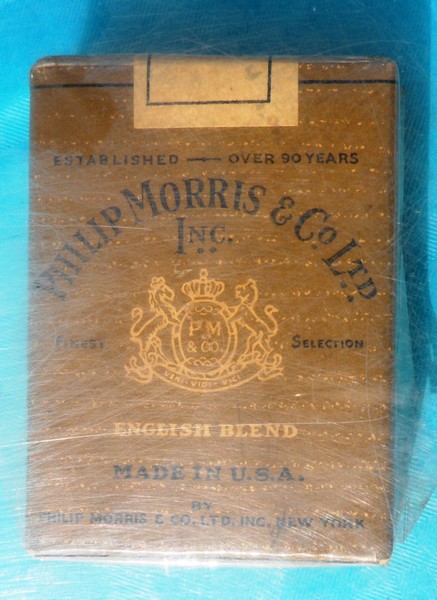 ESTABLISHED — OVER 90 YEARS
PHILIP MORRIS & CO. LTD.
INC.
P M
& CO.
FINEST SELECTION
VENI·VIDI·VICI
ENGLISH BLEND
MADE IN U.S.A.
BY
PHILIP MORRIS & CO. LTD. INC. NEW YORK